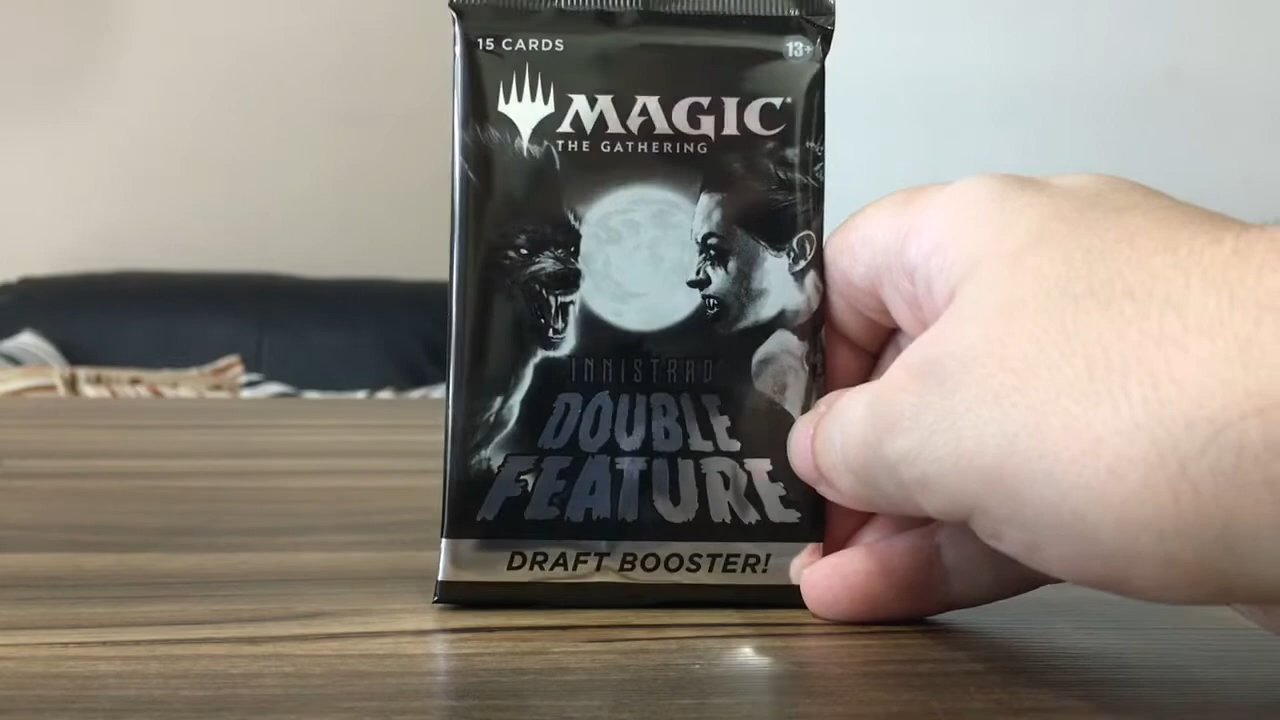 15 CARDS
13+
MAGIC
THE GATHERING
INNISTRAD
DOUBLE
FEATURE
DRAFT BOOSTER!